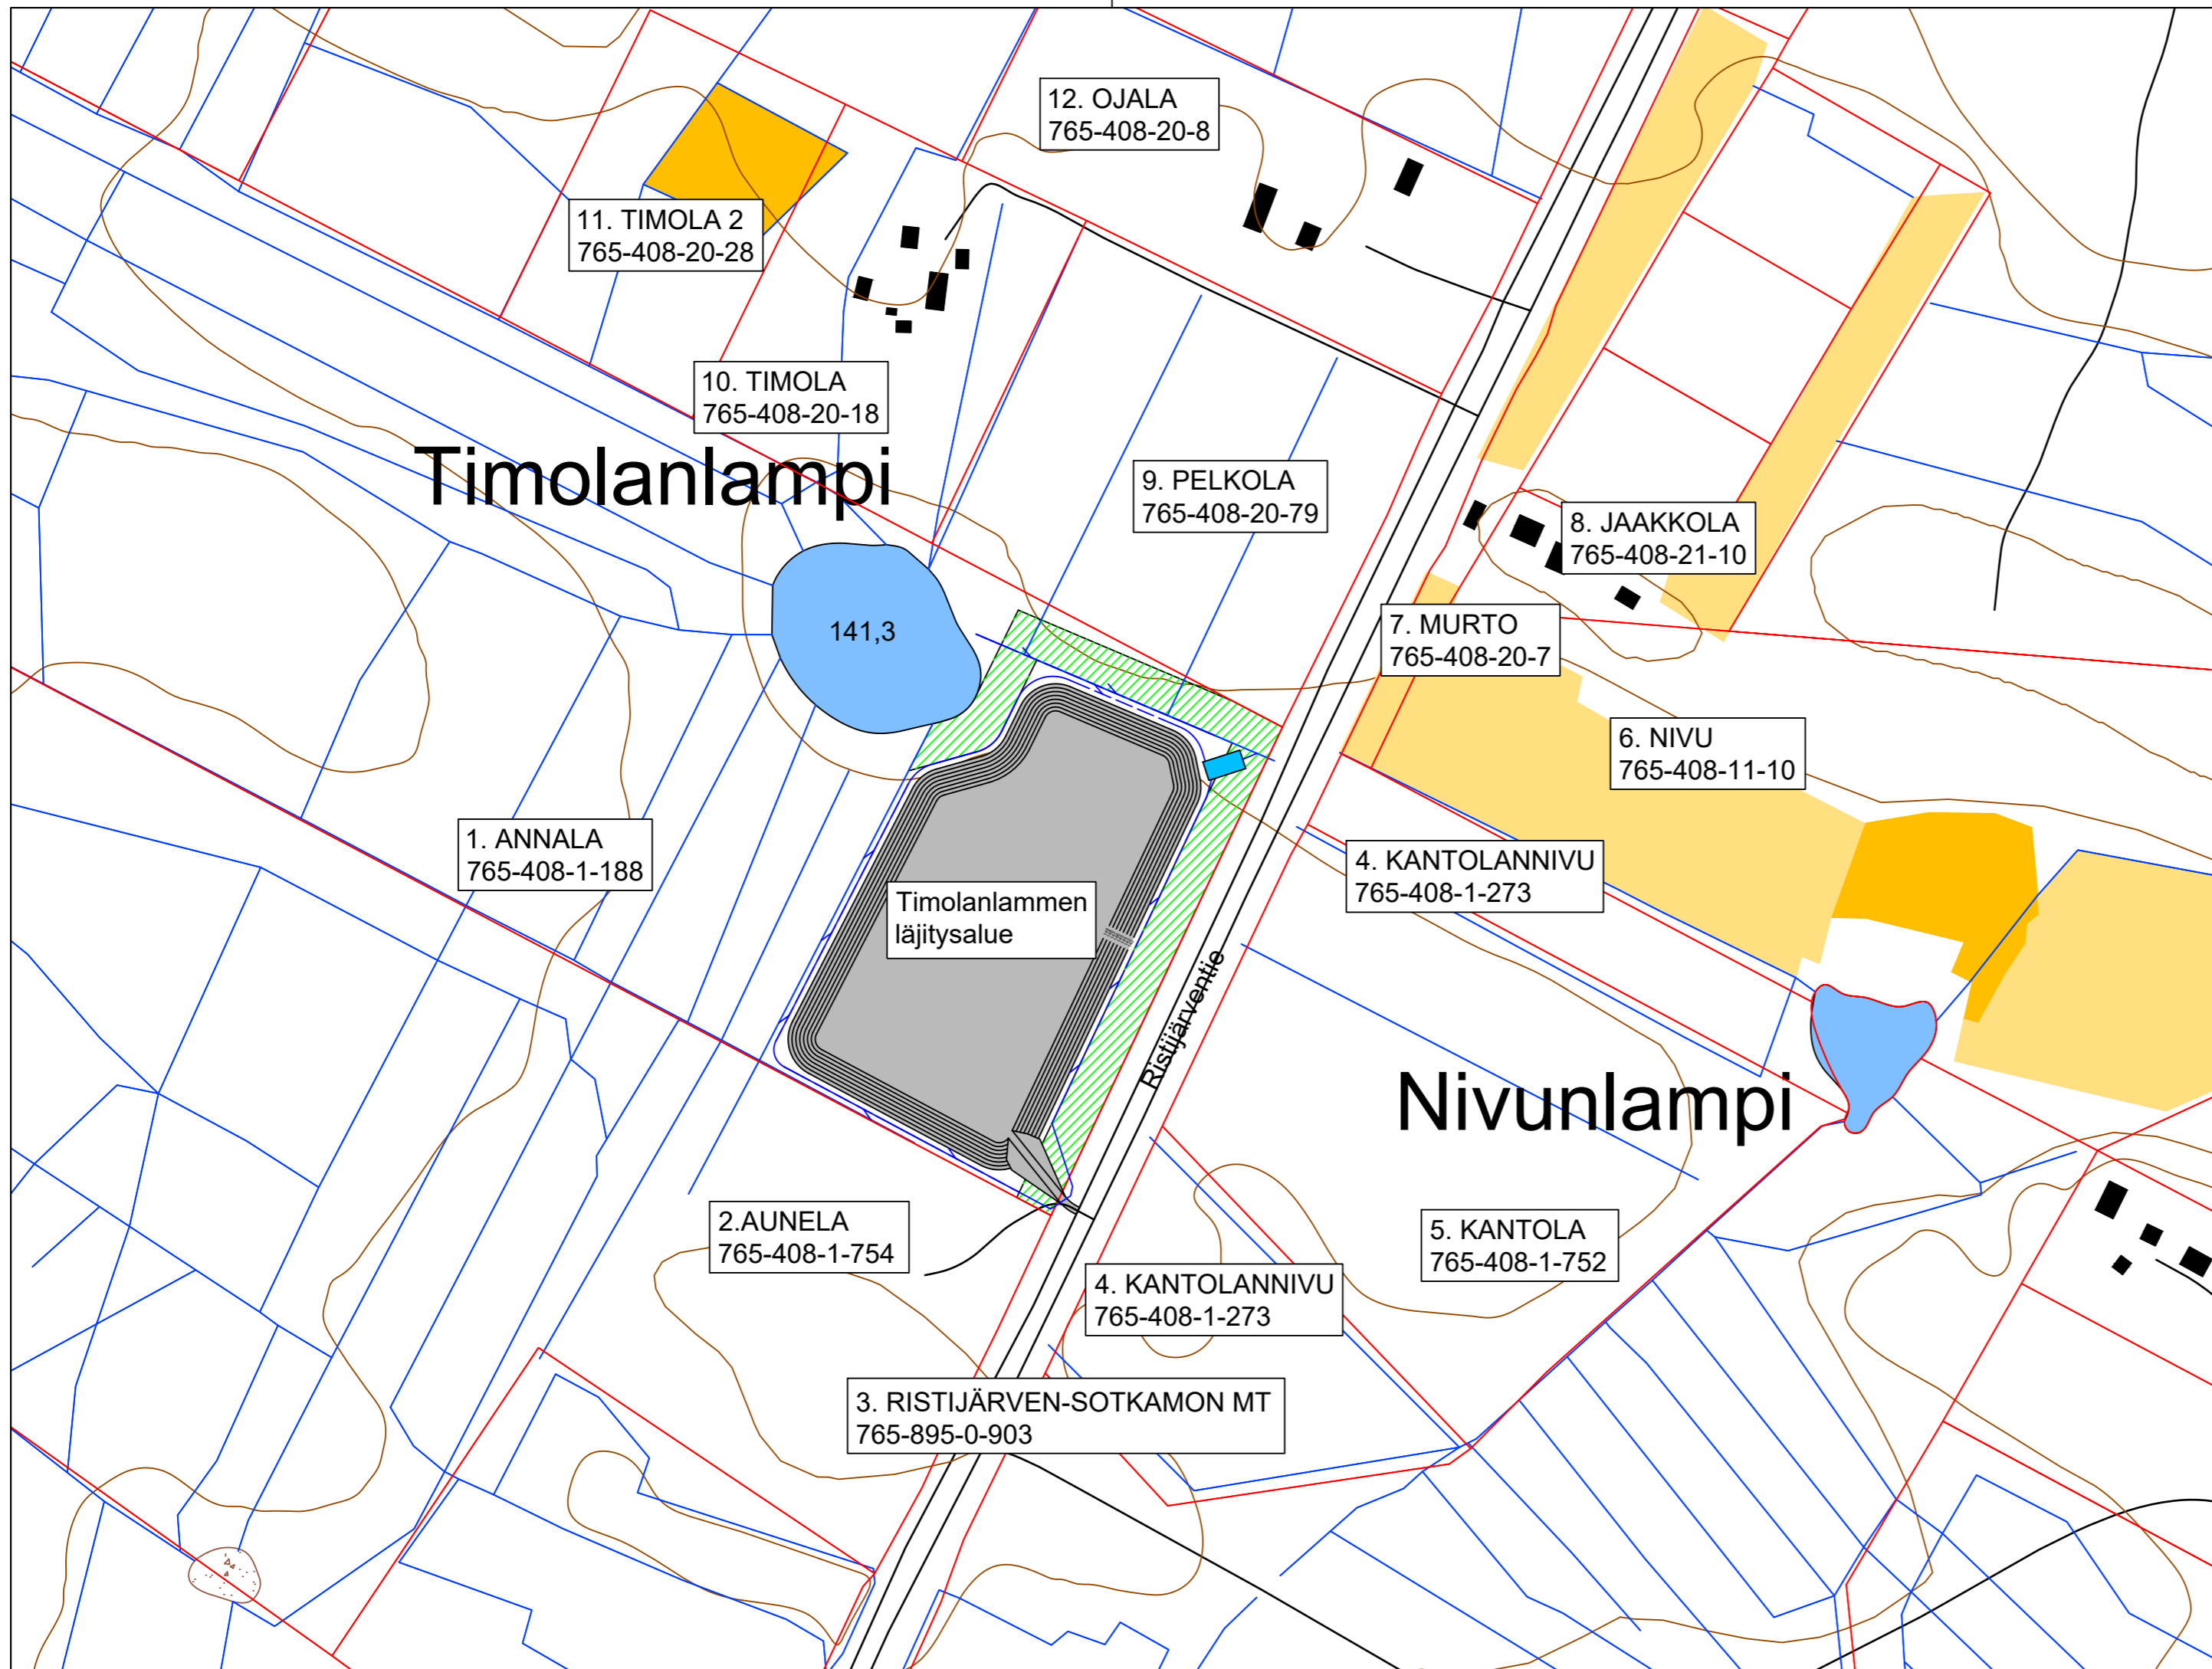 12. OJALA
765-408-20-8
11. TIMOLA 2
765-408-20-28
10. TIMOLA
765-408-20-18
Timolanlampi
9. PELKOLA
765-408-20-79
8. JAAKKOLA
765-408-21-10
141,3
7. MURTO
765-408-20-7
6. NIVU
765-408-11-10
1. ANNALA
765-408-1-188
4. KANTOLANNIVU
765-408-1-273
Timolanlammen
läjitysalue
Ristijärventie
Nivunlampi
2.AUNELA
765-408-1-754
5. KANTOLA
765-408-1-752
4. KANTOLANNIVU
765-408-1-273
3. RISTIJÄRVEN-SOTKAMON MT
765-895-0-903